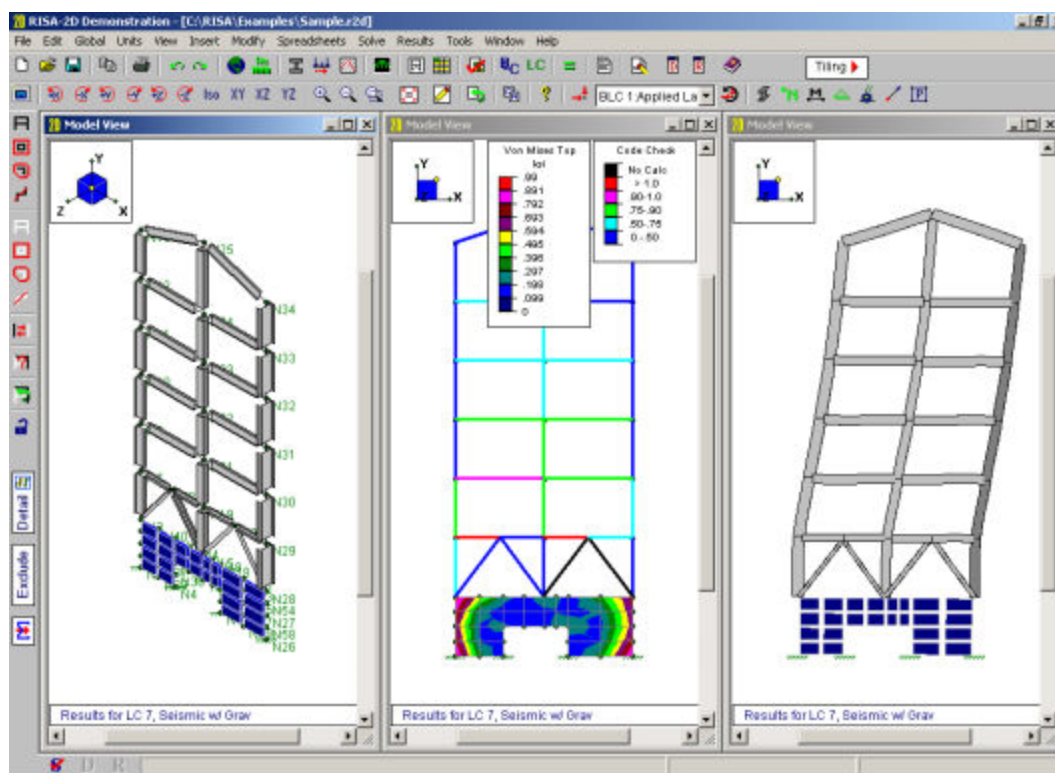 RISA-2D Demonstration - [C:\RISA\Examples\Sample.r2d]
File Edit Global Units View Insert Modify Spreadsheets Solve Results Tools Window Help
LC =
Tiling
Iso XY XZ YZ
BLC 1:Applied La
Model View
Y
Z X
N35
N34
N33
N32
N31
N30
N29
N28
N54
N27
N58
N26
N4
Results for LC 7, Seismic w/ Grav
Model View
Y
X
Von Mises Top
ksi
.99
.891
.792
.693
.594
.495
.396
.297
.198
.099
0
Code Check
No Calc
> 1.0
.90-1.0
.75-.90
.50-.75
0.-.50
Results for LC 7, Seismic w/ Grav
Model View
Y
X
Results for LC 7, Seismic w/ Grav
Detail
Exclude
D R